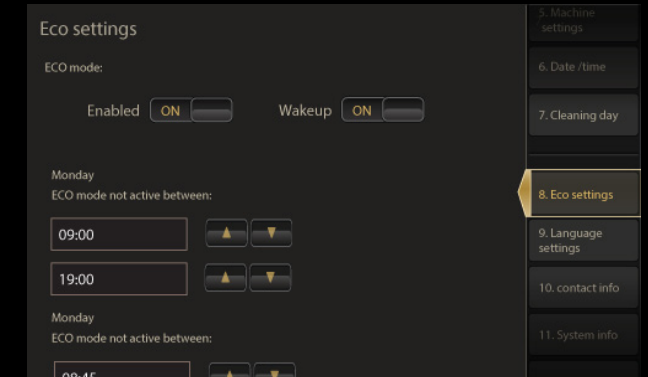 Eco settings
ECO mode:
Enabled ON Wakeup ON
Monday
ECO mode not active between:
09:00
19:00
Monday
ECO mode not active between:
08:45
5. Machine
settings
6. Date /time
7. Cleaning day
8. Eco settings
9. Language
settings
10. contact info
11. System info